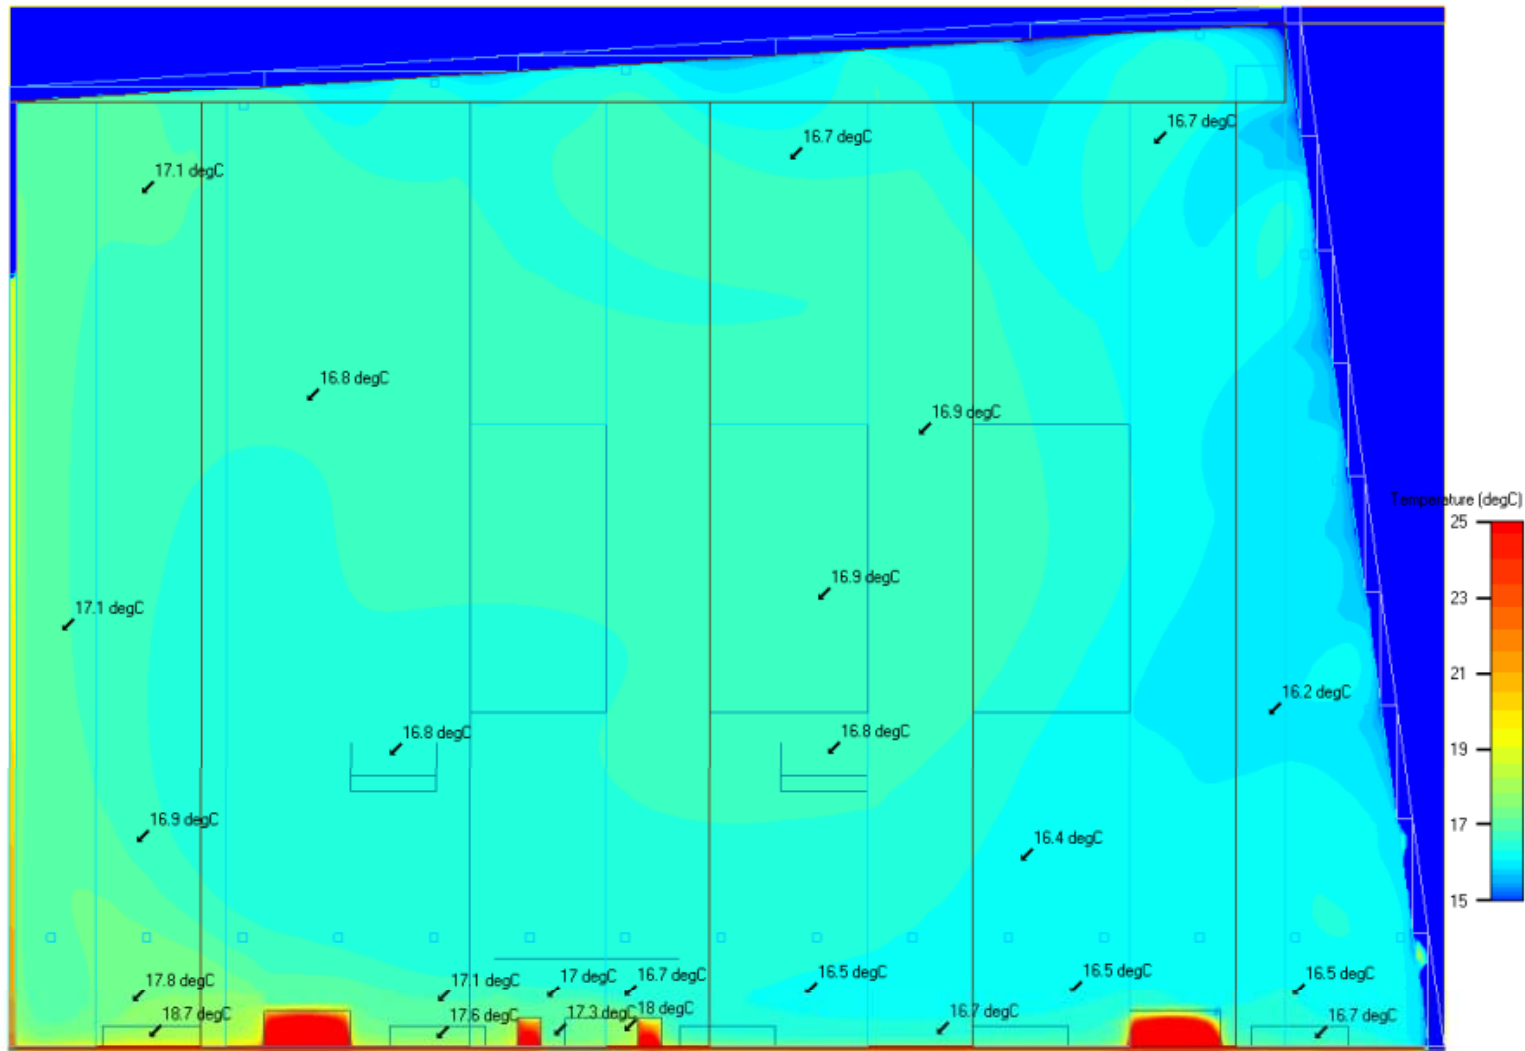 16.7 degC
16.7 degC
17.1 degC
16.8 degC
16.9 degC
Temperature (degC)
25
23
21
19
17
15
16.9 degC
17.1 degC
16.2 degC
16.8 degC
16.8 degC
16.9 degC
16.4 degC
17.8 degC
17.1 degC
17 degC
16.7 degC
16.5 degC
16.5 degC
16.5 degC
18.7 degC
17.6 degC
17.3 degC
18 degC
16.7 degC
16.7 degC